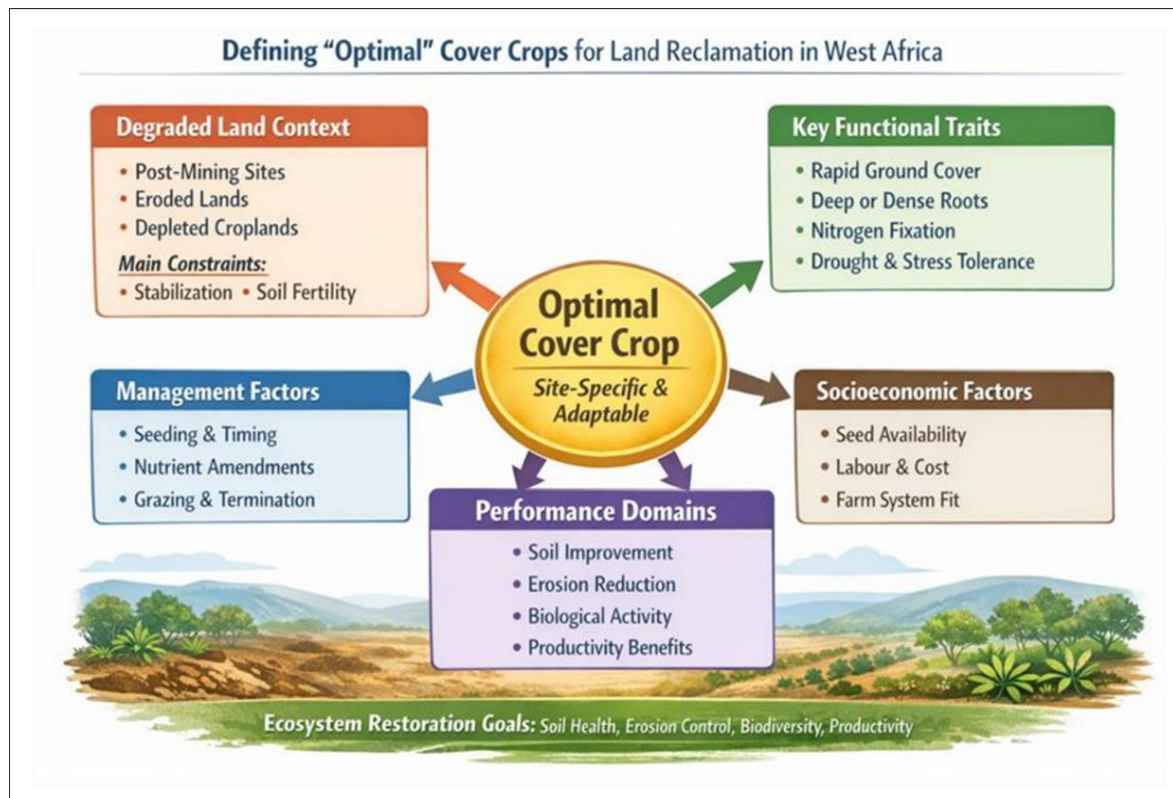 Defining “Optimal” Cover Crops for Land Reclamation in West Africa
Degraded Land Context
• Post-Mining Sites
• Eroded Lands
• Depleted Croplands
Main Constraints:
• Stabilization • Soil Fertility
Key Functional Traits
• Rapid Ground Cover
• Deep or Dense Roots
• Nitrogen Fixation
• Drought & Stress Tolerance
Optimal
Cover Crop
Site-Specific &
Adaptable
Management Factors
• Seeding & Timing
• Nutrient Amendments
• Grazing & Termination
Socioeconomic Factors
• Seed Availability
• Labour & Cost
• Farm System Fit
Performance Domains
• Soil Improvement
• Erosion Reduction
• Biological Activity
• Productivity Benefits
Ecosystem Restoration Goals: Soil Health, Erosion Control, Biodiversity, Productivity